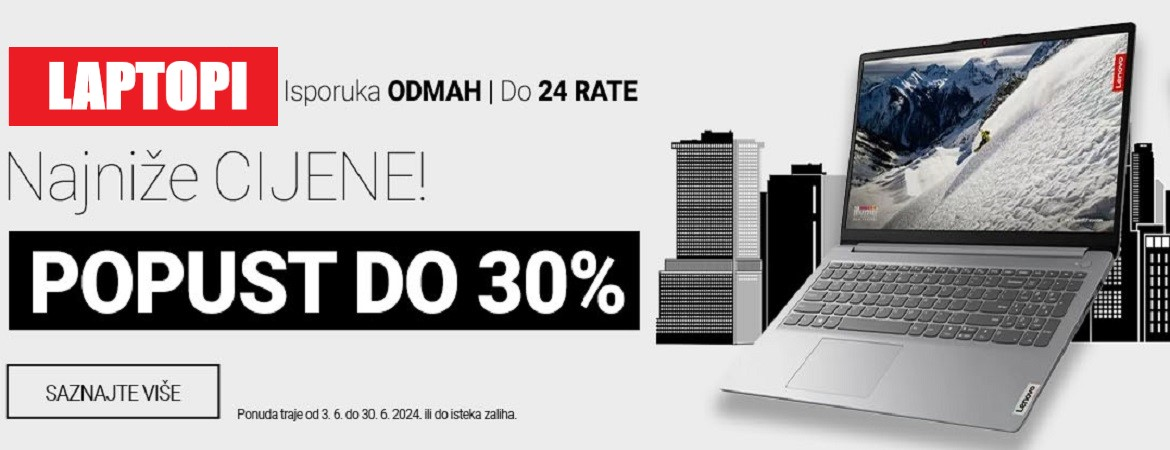 LAPTOPI
Isporuka ODMAH | Do 24 RATE
Najniže CIJENE!
POPUST DO 30%
SAZNAJTE VIŠE
Ponuda traje od 3. 6. do 30. 6. 2024. ili do isteka zaliha.
Lenovo
Lenovo